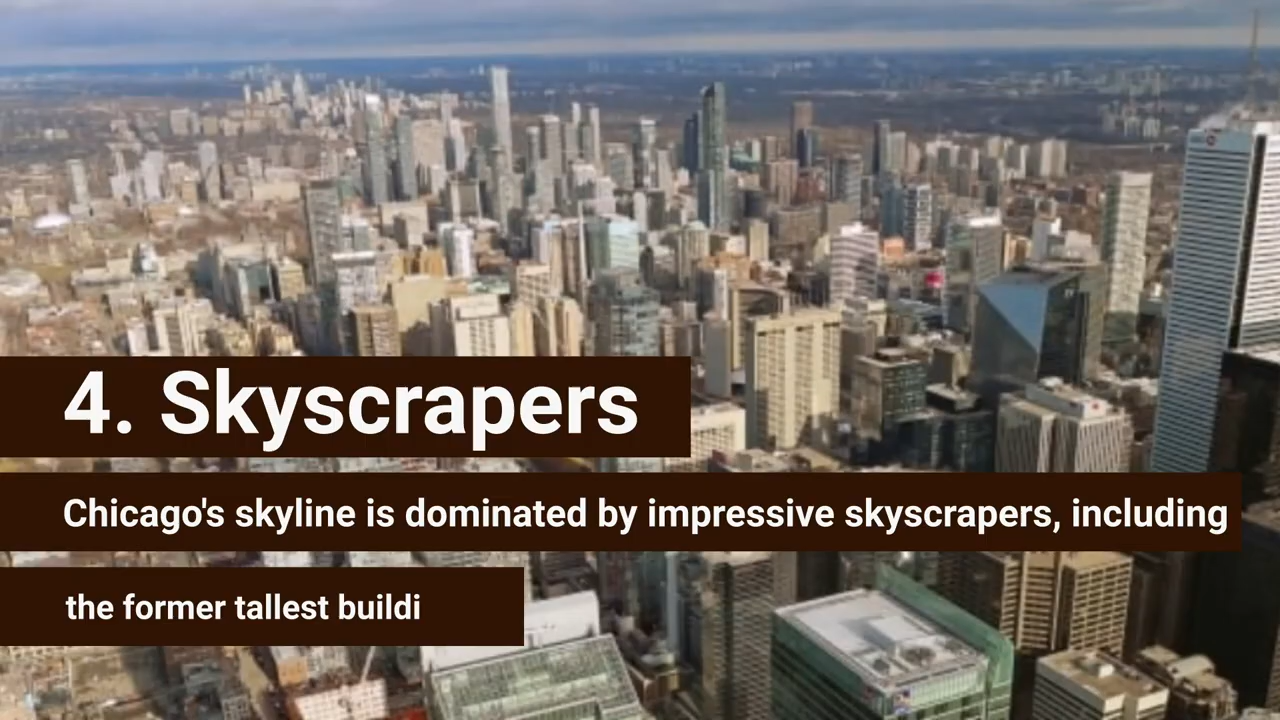 4. Skyscrapers
Chicago's skyline is dominated by impressive skyscrapers, including
the former tallest buildi